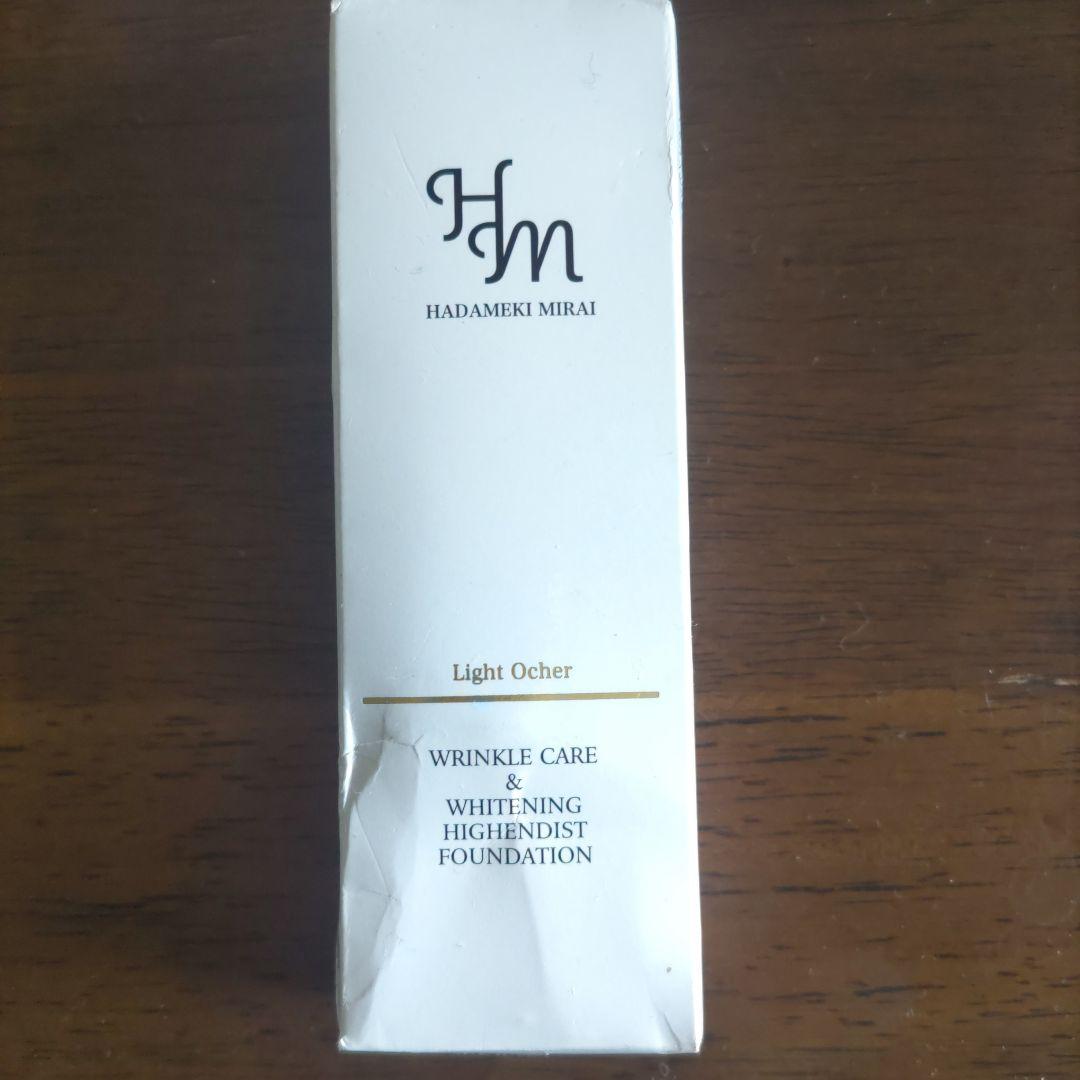 HM
HADAMEKI MIRAI
Light Ocher
WRINKLE CARE
&
WHITENING
HIGHENDIST
FOUNDATION